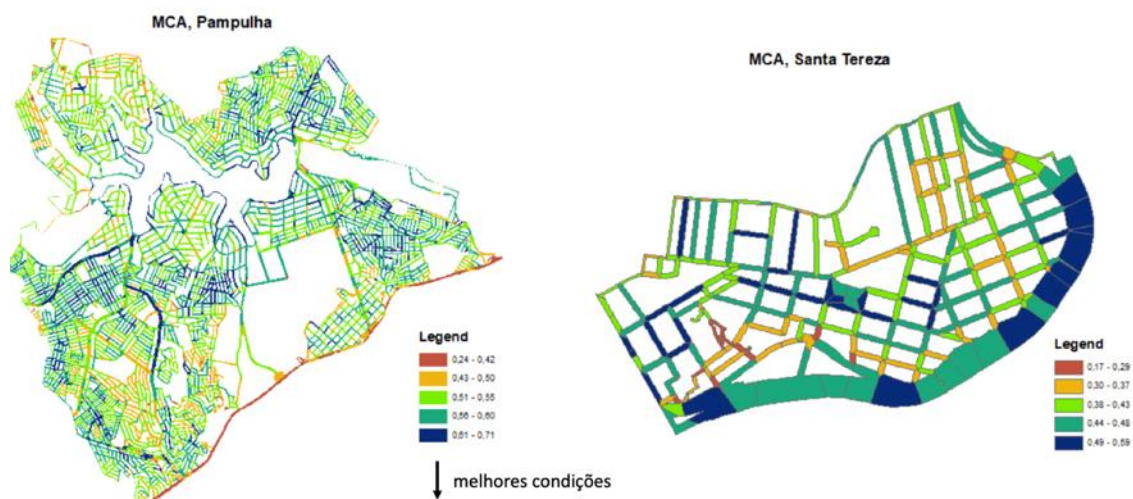 MCA, Pampulha
MCA, Santa Tereza
Legend
0,24 - 0,42
0,43 - 0,50
0,51 - 0,55
0,56 - 0,60
0,61 - 0,71
Legend
0,17 - 0,29
0,30 - 0,37
0,38 - 0,43
0,44 - 0,48
0,49 - 0,59
melhores condições